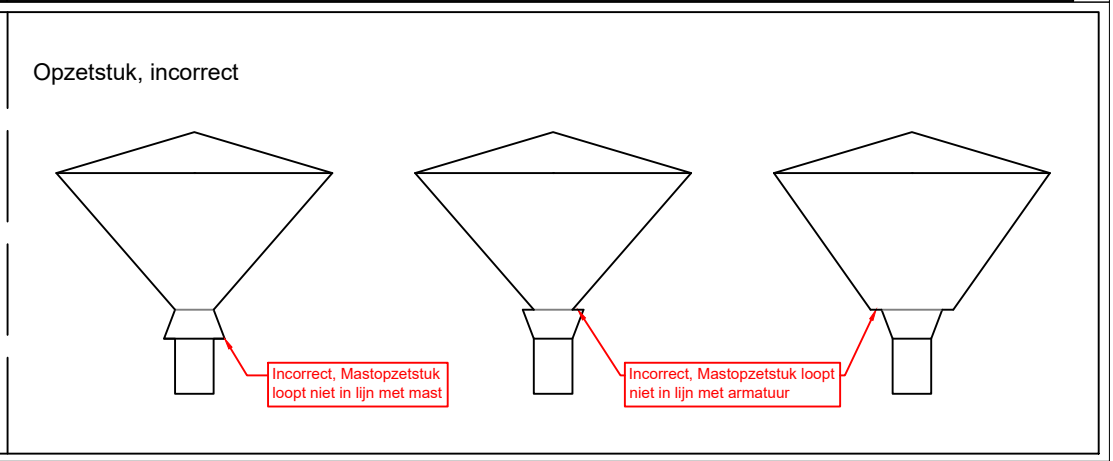 Opzetstuk, incorrect
Incorrect, Mastopzetstuk
loopt niet in lijn met mast
Incorrect, Mastopzetstuk loopt
niet in lijn met armatuur